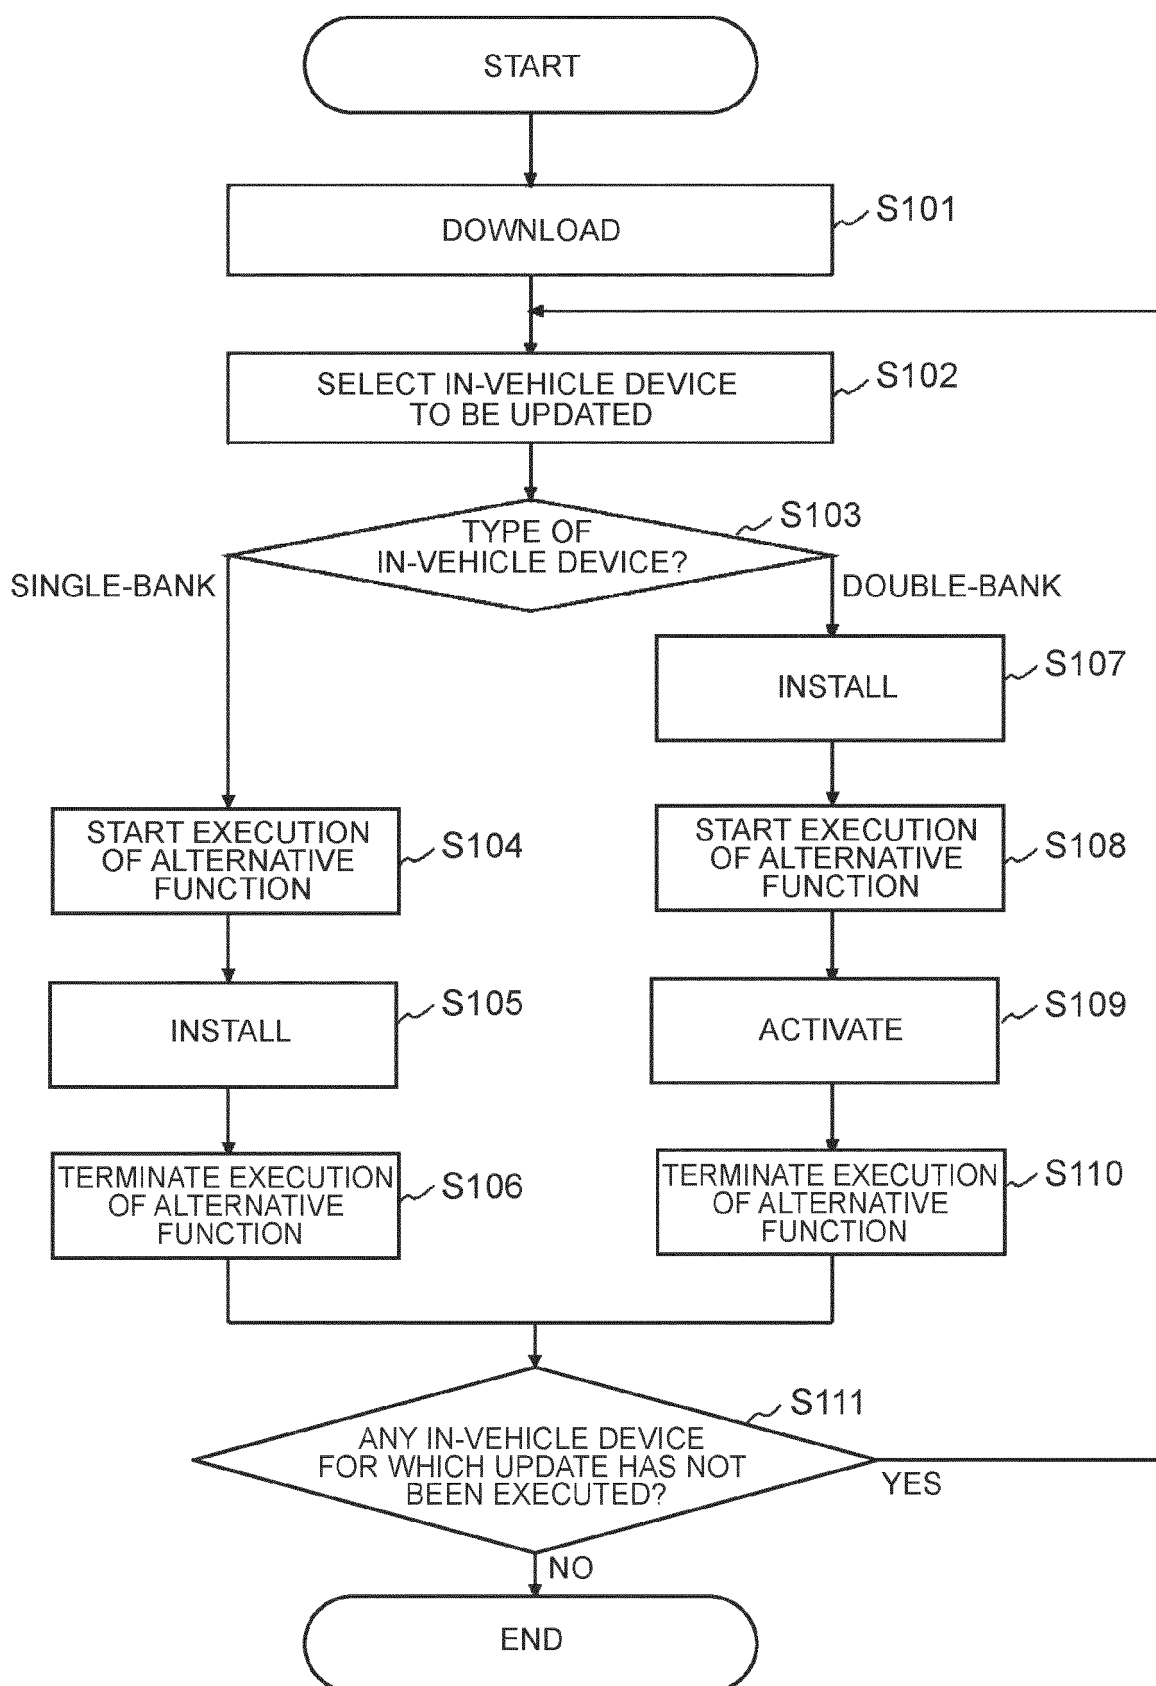 START
DOWNLOAD
S101
SELECT IN-VEHICLE DEVICE
TO BE UPDATED
S102
TYPE OF
IN-VEHICLE DEVICE?
S103
SINGLE-BANK
DOUBLE-BANK
INSTALL
S107
START EXECUTION
OF ALTERNATIVE
FUNCTION
S104
START EXECUTION
OF ALTERNATIVE
FUNCTION
S108
INSTALL
S105
ACTIVATE
S109
TERMINATE EXECUTION
OF ALTERNATIVE
FUNCTION
S106
TERMINATE EXECUTION
OF ALTERNATIVE
FUNCTION
S110
ANY IN-VEHICLE DEVICE
FOR WHICH UPDATE HAS NOT
BEEN EXECUTED?
S111
YES
NO
END